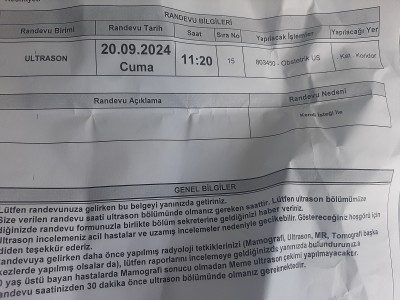 RANDEVU BİLGİLERİ
Randevu Birimi Randevu Tarih Saat Sıra No Yapılacak İşlemler Yapılacağı Yer
ULTRASON 20.09.2024 Cuma 11:20 15 803490 - Obstetrik US
Randevu Açıklama Randevu Nedeni
GENEL BİLGİLER
Lütfen randevunuza gelirken bu belgeyi yanınızda getiriniz.
Size verilen randevu saati ultrason bölümünde olmanız gereken saattir. Lütfen ultrason bölümünüze
diğinizde randevu formunuzla birlikte bölüm sekreterine geldiğinizi haber veriniz.
Ultrason incelemeniz acil hastalar ve uzamış incelemeler nedeniyle gecikebilir. Göstereceğiniz hoşgörü için
diden teşekkür ederiz.
randevuya gelirken daha önce yapılmış radyoloji tetkiklerinizi (Mamografi, Ultrason, MR, Tomografi başka
kezlerde yapılmış olsalar da), lütfen raporlarını incelemeye geldiğinizde yanınızda bulundurunuz
yaş üstü bayan hastalarda Mamografi sonucu olmadan Meme ultrason çekimi yapılmayacaktır.
randevu saatinizden 30 dakika önce ultrason bölümünde olmanız gerekmektedir.